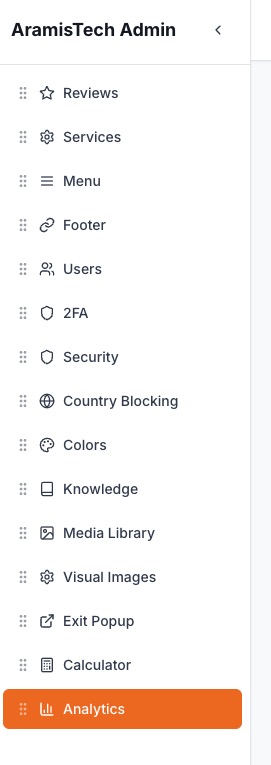 AramisTech Admin
Reviews
Services
Menu
Footer
Users
2FA
Security
Country Blocking
Colors
Knowledge
Media Library
Visual Images
Exit Popup
Calculator
Analytics